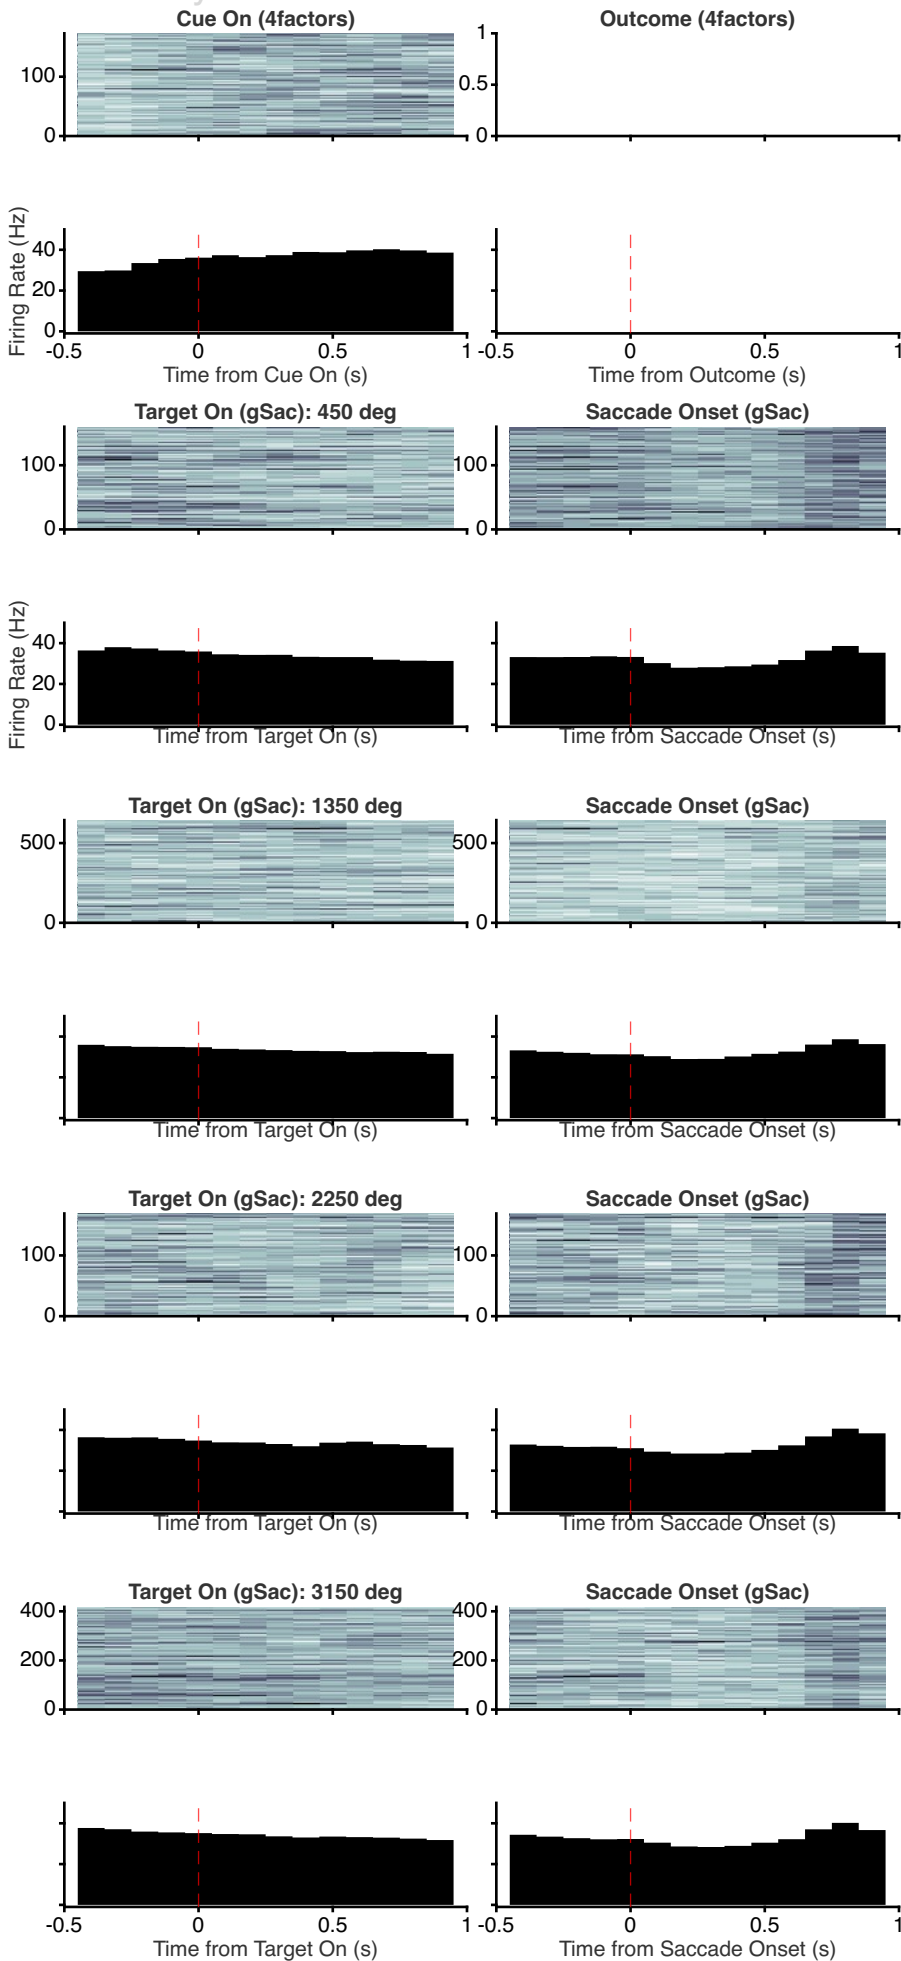 Cue On (4factors) Outcome (4factors)
100
0
1
0.5
0
Firing Rate (Hz)
40
20
0
-0.5 0 0.5 1 -0.5 0 0.5 1
Time from Cue On (s) Time from Outcome (s)
Target On (gSac): 450 deg Saccade Onset (gSac)
100 100
0 0
Firing Rate (Hz)
40
20
0
Time from Target On (s) Time from Saccade Onset (s)
Target On (gSac): 1350 deg Saccade Onset (gSac)
500 500
0 0
Time from Target On (s) Time from Saccade Onset (s)
Target On (gSac): 2250 deg Saccade Onset (gSac)
100 100
0 0
Time from Target On (s) Time from Saccade Onset (s)
Target On (gSac): 3150 deg Saccade Onset (gSac)
400 400
200 200
0 0
-0.5 0 0.5 1 -0.5 0 0.5 1
Time from Target On (s) Time from Saccade Onset (s)